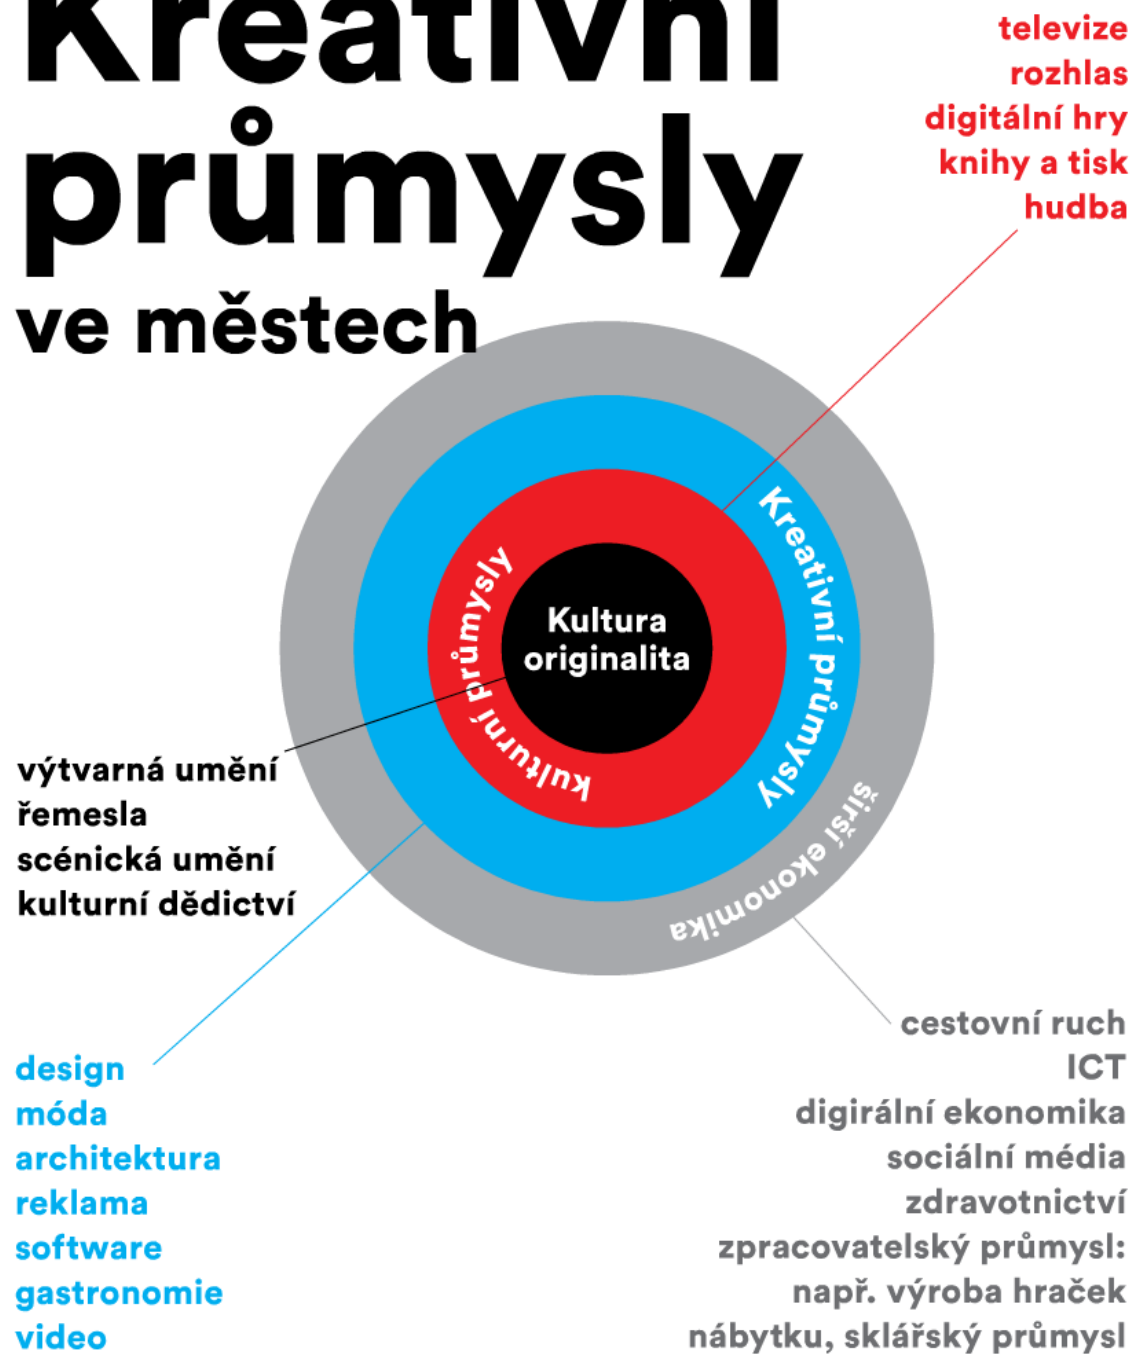 Kreativní
průmysly
ve městech
televize
rozhlas
digitální hry
knihy a tisk
hudba
Kultura
originalita
kulturní průmysly
Kreativní průmysly
širší ekonomika
výtvarná umění
řemesla
scénická umění
kulturní dědictví
design
móda
architektura
reklama
software
gastronomie
video
cestovní ruch
ICT
digirální ekonomika
sociální média
zdravotnictví
zpracovatelský průmysl:
např. výroba hraček
nábytku, sklářský průmysl